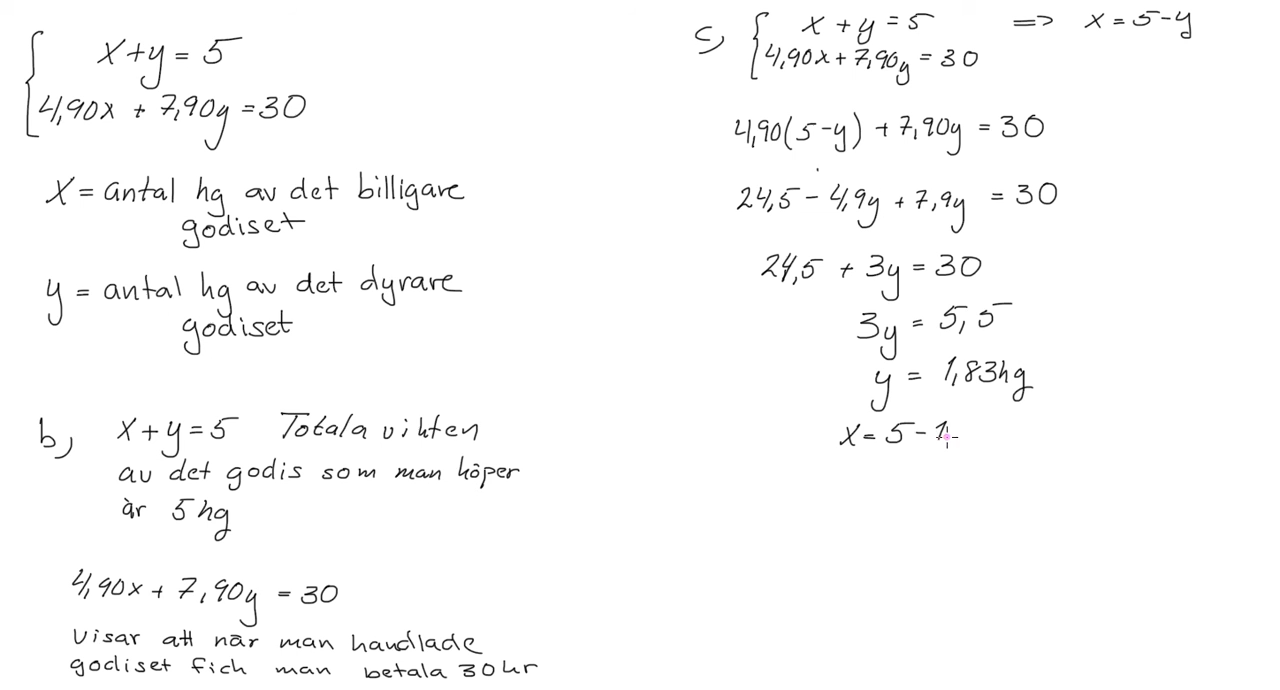 x+y=5
4,90x + 7,90y =30
x = antal hg av det billigare
godiset
y = antal hg av det dyrare
godiset
b) x+y=5 Totala vikten
av det godis som man köper
är 5 hg
4,90x + 7,90y = 30
visar att när man handlade
godiset fick man betala 30 kr
c) x + y = 5 => x = 5-y
4,90x+7,90y = 30
4,90(5-y) + 7,90y = 30
24,5 - 4,9y + 7,9y = 30
24,5 + 3y = 30
3y = 5,5
y = 1,83hg
x = 5 - 1